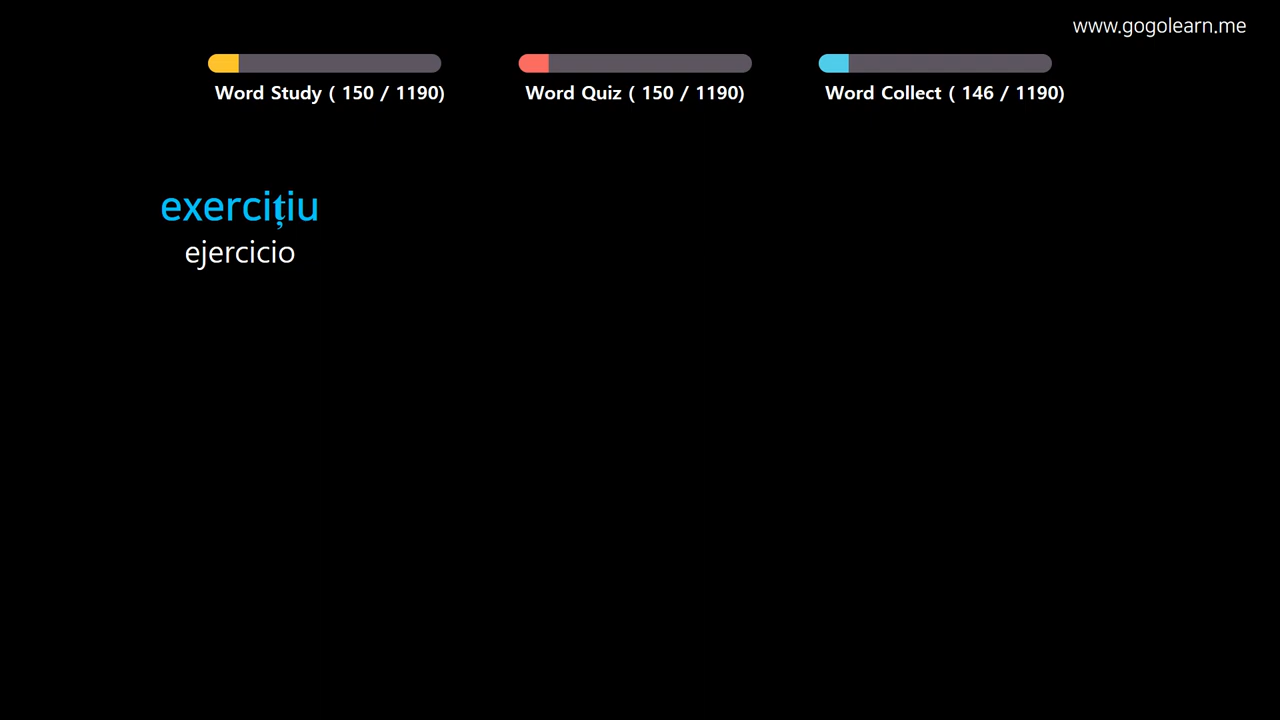 www.gogolearn.me
Word Study ( 150 / 1190)
Word Quiz ( 150 / 1190)
Word Collect ( 146 / 1190)
exercițiu
ejercicio